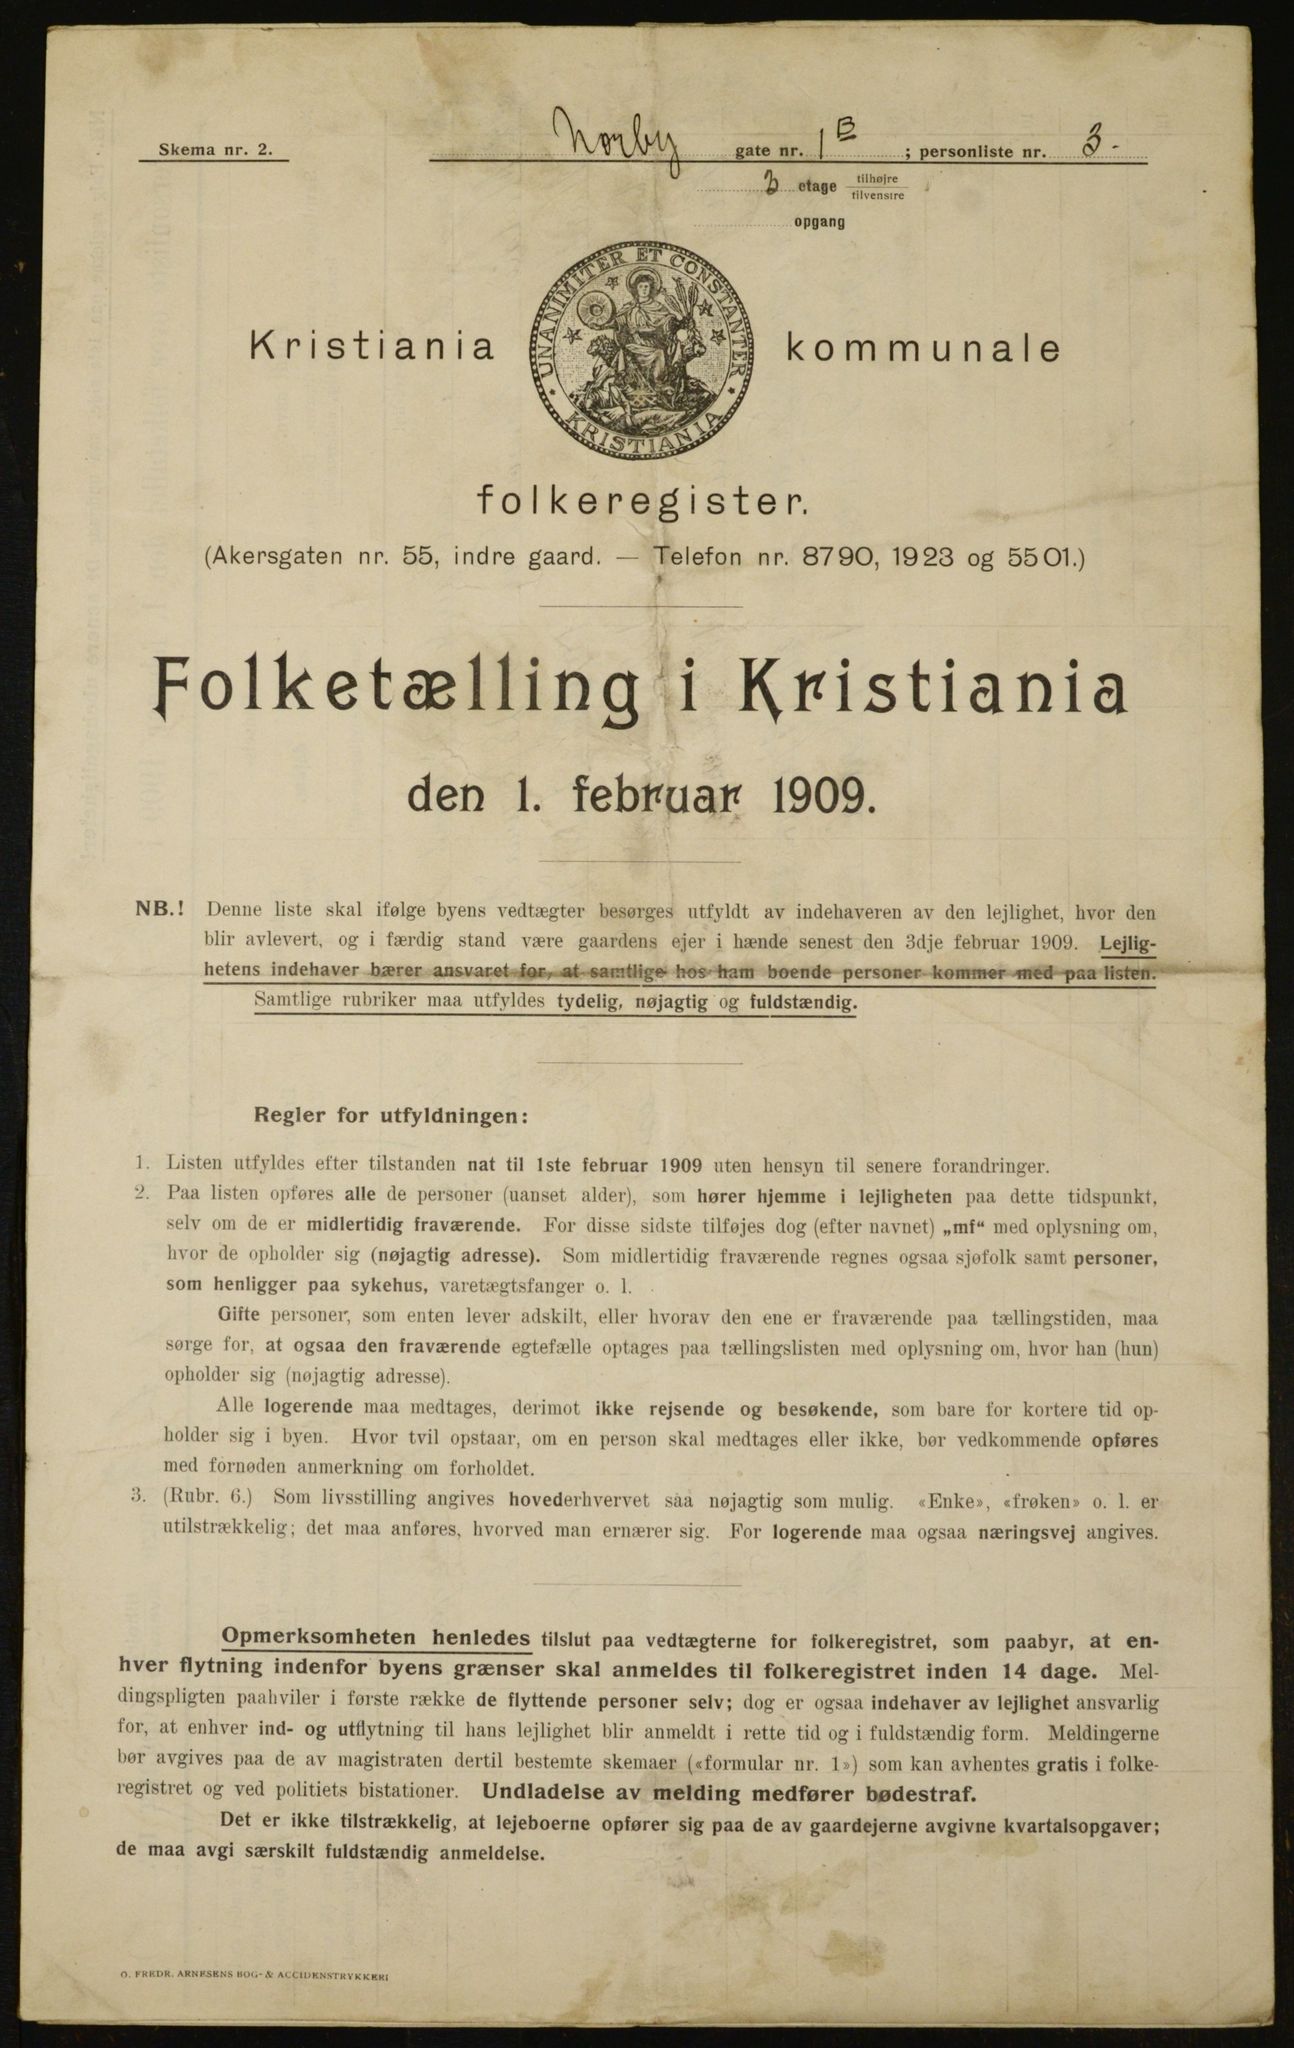 Skema nr. 2.
Norby gate nr. 1B ; personliste nr. 3.
3 etage tilhøjre
tilvenstre
opgang
UNANIMITER ET CONSTANTER
KRISTIANIA
Kristiania kommunale
folkeregister.
(Akersgaten nr. 55, indre gaard. — Telefon nr. 8790, 1923 og 5501.)
Folketælling i Kristiania
den 1. februar 1909.
NB.! Denne liste skal ifølge byens vedtægter besørges utfyldt av indehaveren av den lejlighet, hvor den
blir avlevert, og i færdig stand være gaardens ejer i hænde senest den 3dje februar 1909. Lejlig-
hetens indehaver bærer ansvaret for, at samtlige hos ham boende personer kommer med paa listen.
Samtlige rubriker maa utfyldes tydelig, nøjagtig og fuldstændig.
Regler for utfyldningen:
1. Listen utfyldes efter tilstanden nat til 1ste februar 1909 uten hensyn til senere forandringer.
2. Paa listen opføres alle de personer (uanset alder), som hører hjemme i lejligheten paa dette tidspunkt,
selv om de er midlertidig fraværende. For disse sidste tilføjes dog (efter navnet) „mf“ med oplysning om,
hvor de opholder sig (nøjagtig adresse). Som midlertidig fraværende regnes ogsaa sjøfolk samt personer,
som henligger paa sykehus, varetægtsfanger o. l.
Gifte personer, som enten lever adskilt, eller hvorav den ene er fraværende paa tællingstiden, maa
sørge for, at ogsaa den fraværende egtefælle optages paa tællingslisten med oplysning om, hvor han (hun)
opholder sig (nøjagtig adresse).
Alle logerende maa medtages, derimot ikke rejsende og besøkende, som bare for kortere tid op-
holder sig i byen. Hvor tvil opstaar, om en person skal medtages eller ikke, bør vedkommende opføres
med fornøden anmerkning om forholdet.
3. (Rubr. 6.) Som livsstilling angives hovederhvervet saa nøjagtig som mulig. «Enke», «frøken» o. l. er
utilstrækkelig; det maa anføres, hvorved man ernærer sig. For logerende maa ogsaa næringsvej angives.
Opmerksomheten henledes tilslut paa vedtægterne for folkeregistret, som paabyr, at en-
hver flytning indenfor byens grænser skal anmeldes til folkeregistret inden 14 dage. Mel-
dingspligten paahviler i første række de flyttende personer selv; dog er ogsaa indehaver av lejlighet ansvarlig
for, at enhver ind- og utflytning til hans lejlighet blir anmeldt i rette tid og i fuldstændig form. Meldingerne
bør avgives paa de av magistraten dertil bestemte skemaer («formular nr. 1») som kan avhentes gratis i folke-
registret og ved politiets bistationer. Undladelse av melding medfører bødestraf.
Det er ikke tilstrækkelig, at lejeboerne opfører sig paa de av gaardejerne avgivne kvartalsopgaver;
de maa avgi særskilt fuldstændig anmeldelse.
O. FREDR. ARNESENS BOG- & ACCIDENSTRYKKERI